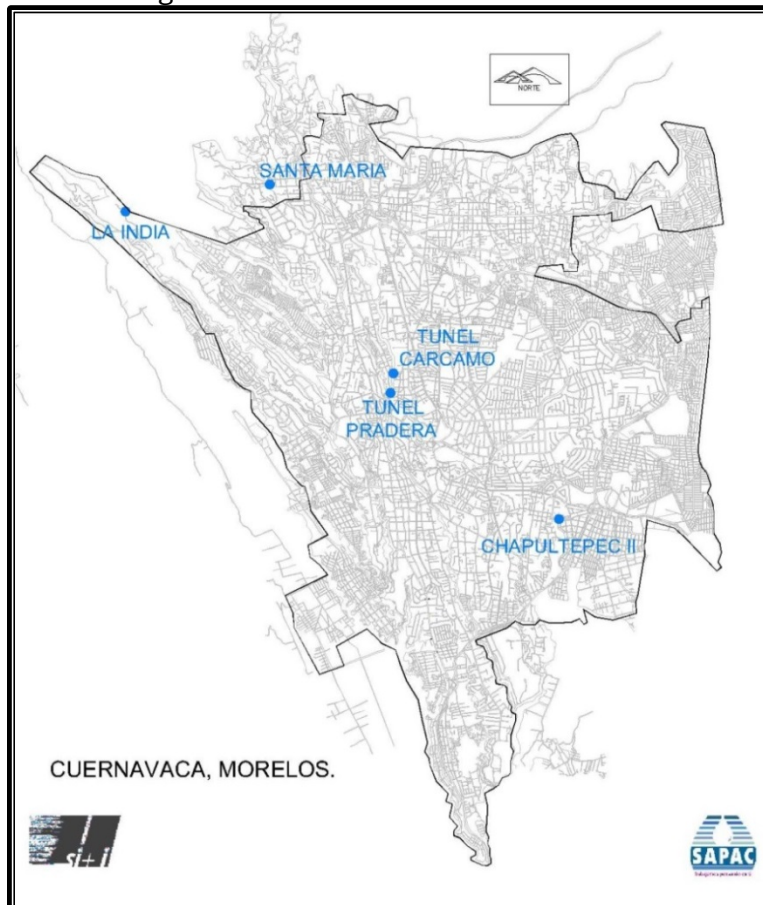 NORTE
SANTA MARIA
LA INDIA
TUNEL
CARCAMO
TUNEL
PRADERA
CHAPULTEPEC II
CUERNAVACA, MORELOS.
si+i
SAPAC